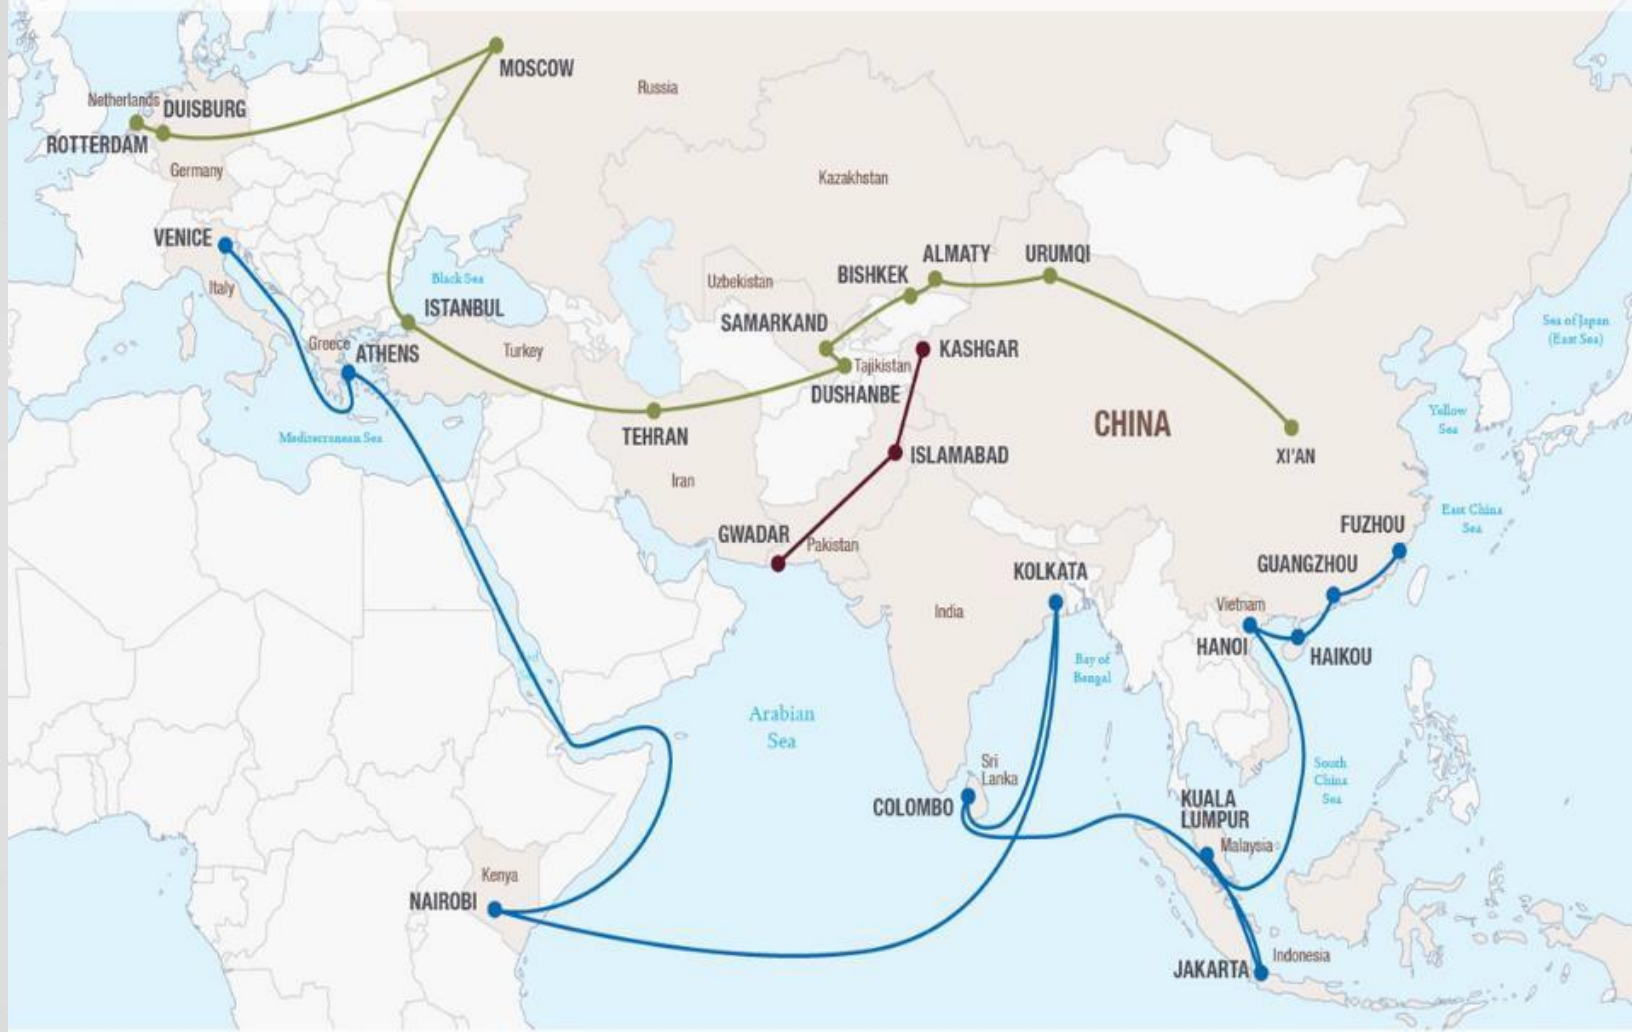 MOSCOW
Russia
Netherlands
DUISBURG
ROTTERDAM
Germany
Kazakhstan
VENICE
ALMATY
URUMQI
BISHKEK
Black Sea
Uzbekistan
Italy
ISTANBUL
SAMARKAND
Sea of Japan
(East Sea)
Greece
ATHENS
Turkey
KASHGAR
Tajikistan
DUSHANBE
CHINA
Yellow
Sea
TEHRAN
Mediterranean Sea
ISLAMABAD
XI'AN
Iran
East China
Sea
FUZHOU
GWADAR
Pakistan
GUANGZHOU
KOLKATA
India
Vietnam
HANOI
HAIKOU
Red
Bay of
Bengal
Arabian
Sea
Sri
Lanka
South
China
Sea
COLOMBO
KUALA
LUMPUR
Malaysia
Kenya
NAIROBI
JAKARTA
Indonesia